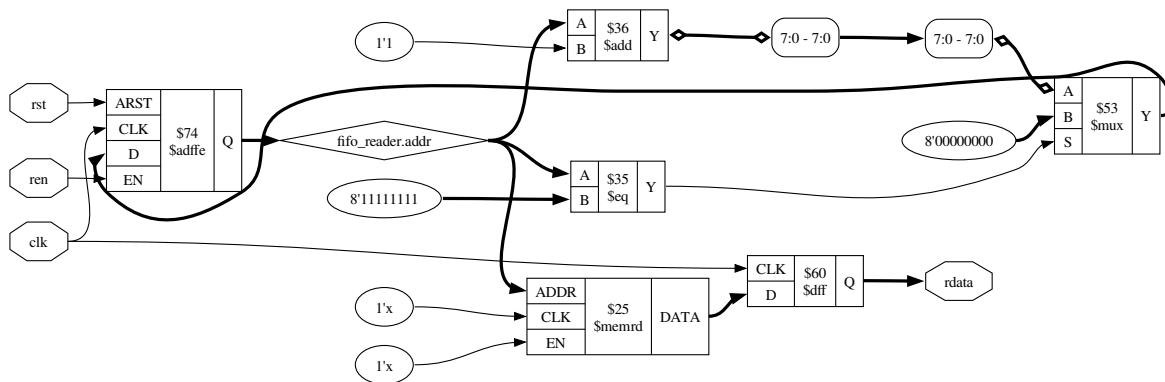 rst
ren
clk
ARST
CLK
D
EN
$74
$adffe
Q
fifo_reader.addr
1'1
A
B
$36
$add
Y
7:0 - 7:0
7:0 - 7:0
8'11111111
A
B
$35
$eq
Y
8'00000000
A
B
S
$53
$mux
Y
1'x
1'x
ADDR
CLK
EN
$25
$memrd
DATA
CLK
D
$60
$dff
Q
rdata